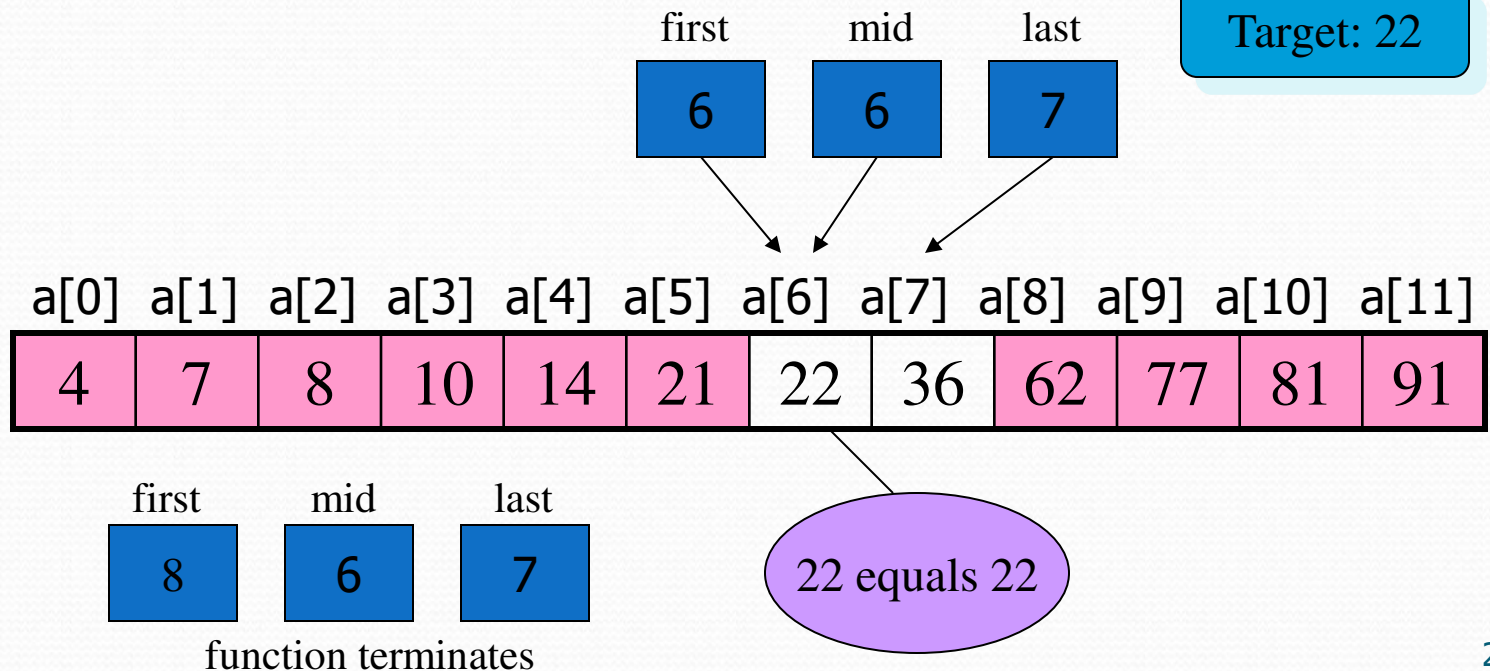 Target: 22
first mid last
6 6 7
a[0] a[1] a[2] a[3] a[4] a[5] a[6] a[7] a[8] a[9] a[10] a[11]
4 7 8 10 14 21 22 36 62 77 81 91
first mid last
8 6 7
22 equals 22
function terminates